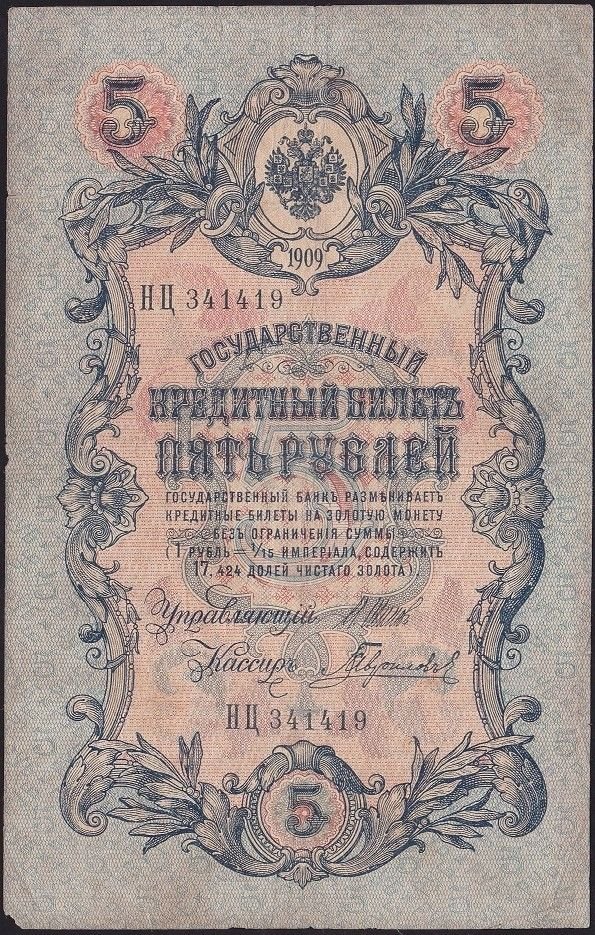 5 5
1909
НЦ 341419
ГОСУДАРСТВЕННЫЙ
КРЕДИТНЫЙ БИЛЕТЪ
ПЯТЬ РУБЛЕЙ
ГОСУДАРСТВЕННЫЙ БАНКЪ РАЗМѢНИВАЕТЪ
КРЕДИТНЫЕ БИЛЕТЫ НА ЗОЛОТУЮ МОНЕТУ
БЕЗЪ ОГРАНИЧЕНІЯ СУММЫ
(1 РУБЛЬ = 1/15 ИМПЕРІАЛА, СОДЕРЖИТЪ
17,424 ДОЛЕЙ ЧИСТАГО ЗОЛОТА).
Управляющій
Кассиръ
НЦ 341419
5